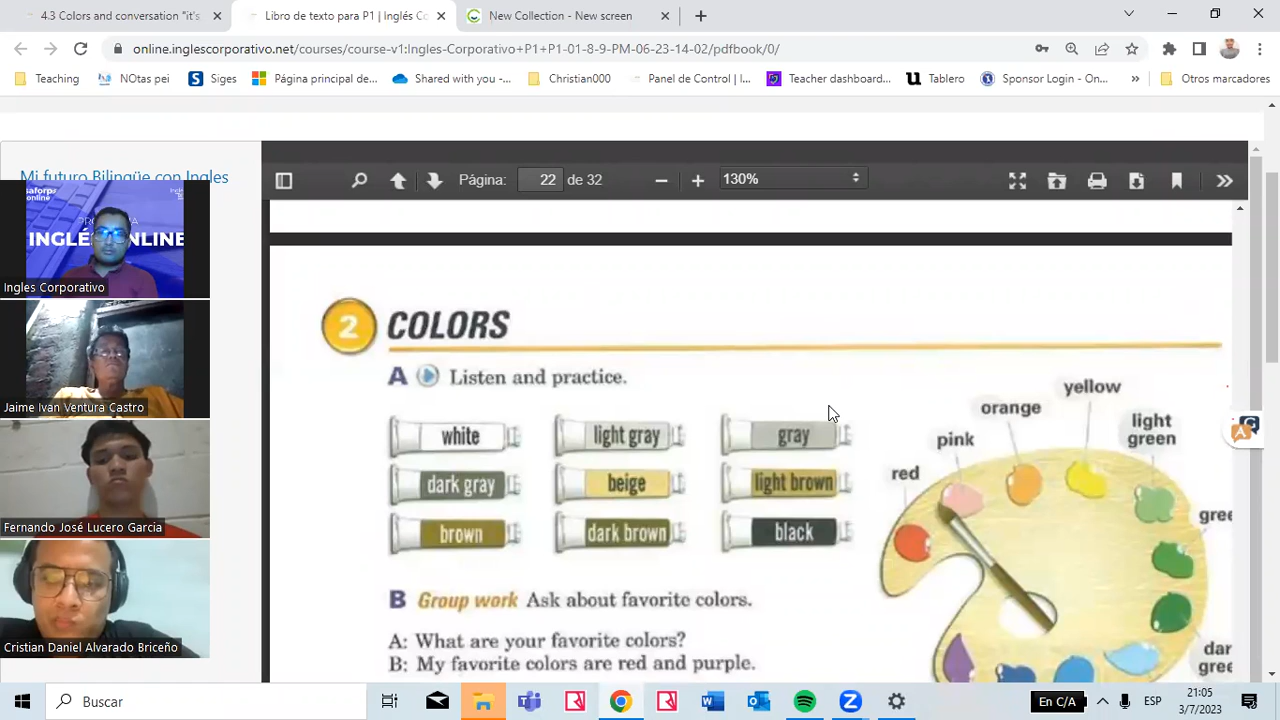 4.3 Colors and conversation "it's
Libro de texto para P1 | Inglés Co
New Collection - New screen
online.inglescorporativo.net/courses/course-v1:Ingles-Corporativo+P1+P1-01-8-9-PM-06-23-14-02/pdfbook/0/
Teaching
NOtas pei
Siges
Página principal de...
Shared with you -...
Christian000
Panel de Control | I...
Teacher dashboard...
Tablero
Sponsor Login - On...
Otros marcadores
Mi futuro Bilingüe con Ingles
Página:
22
de 32
130%
INGLÉS ONLINE
Ingles Corporativo
Jaime Ivan Ventura Castro
Fernando José Lucero García
Cristian Daniel Alvarado Briceño
2 COLORS
A Listen and practice.
white
light gray
gray
dark gray
beige
light brown
brown
dark brown
black
red
pink
orange
yellow
light
green
gree
dar
gree
B Group work Ask about favorite colors.
A: What are your favorite colors?
B: My favorite colors are red and purple.
Buscar
En C/A
ESP
21:05
3/7/2023